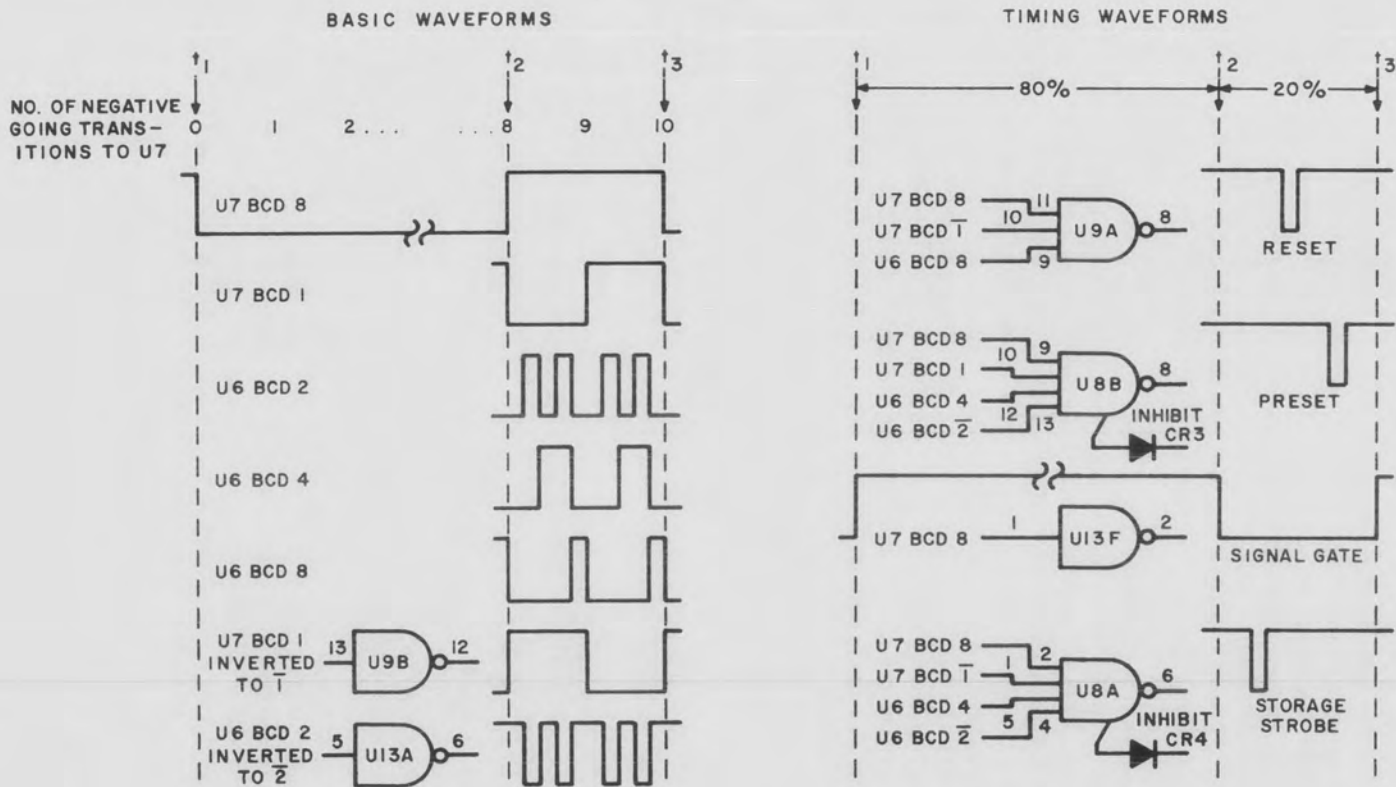 BASIC WAVEFORMS
t1
t2
t3
NO. OF NEGATIVE
GOING TRANS-
ITIONS TO U7
0 1 2.... ....8 9 10
U7 BCD 8
U7 BCD 1
U6 BCD 2
U6 BCD 4
U6 BCD 8
U7 BCD 1
INVERTED
TO 1̅
13 U9B 12
U6 BCD 2
INVERTED
TO 2̅
5 U13A 6
TIMING WAVEFORMS
t1
t2
t3
80%
20%
U7 BCD 8 11
U7 BCD 1̅ 10
U6 BCD 8 9
U9A 8
RESET
U7 BCD 8 9
U7 BCD 1 10
U6 BCD 4 12
U6 BCD 2̅ 13
U8B 8
INHIBIT
CR3
PRESET
U7 BCD 8 1 U13F 2
SIGNAL GATE
U7 BCD 8 2
U7 BCD 1̅ 1
U6 BCD 4 5
U6 BCD 2̅ 4
U8A 6
INHIBIT
CR4
STORAGE
STROBE